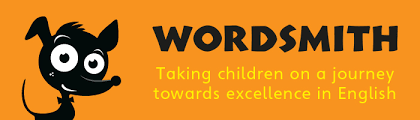 WORDSMITH
Taking children on a journey
towards excellence in English